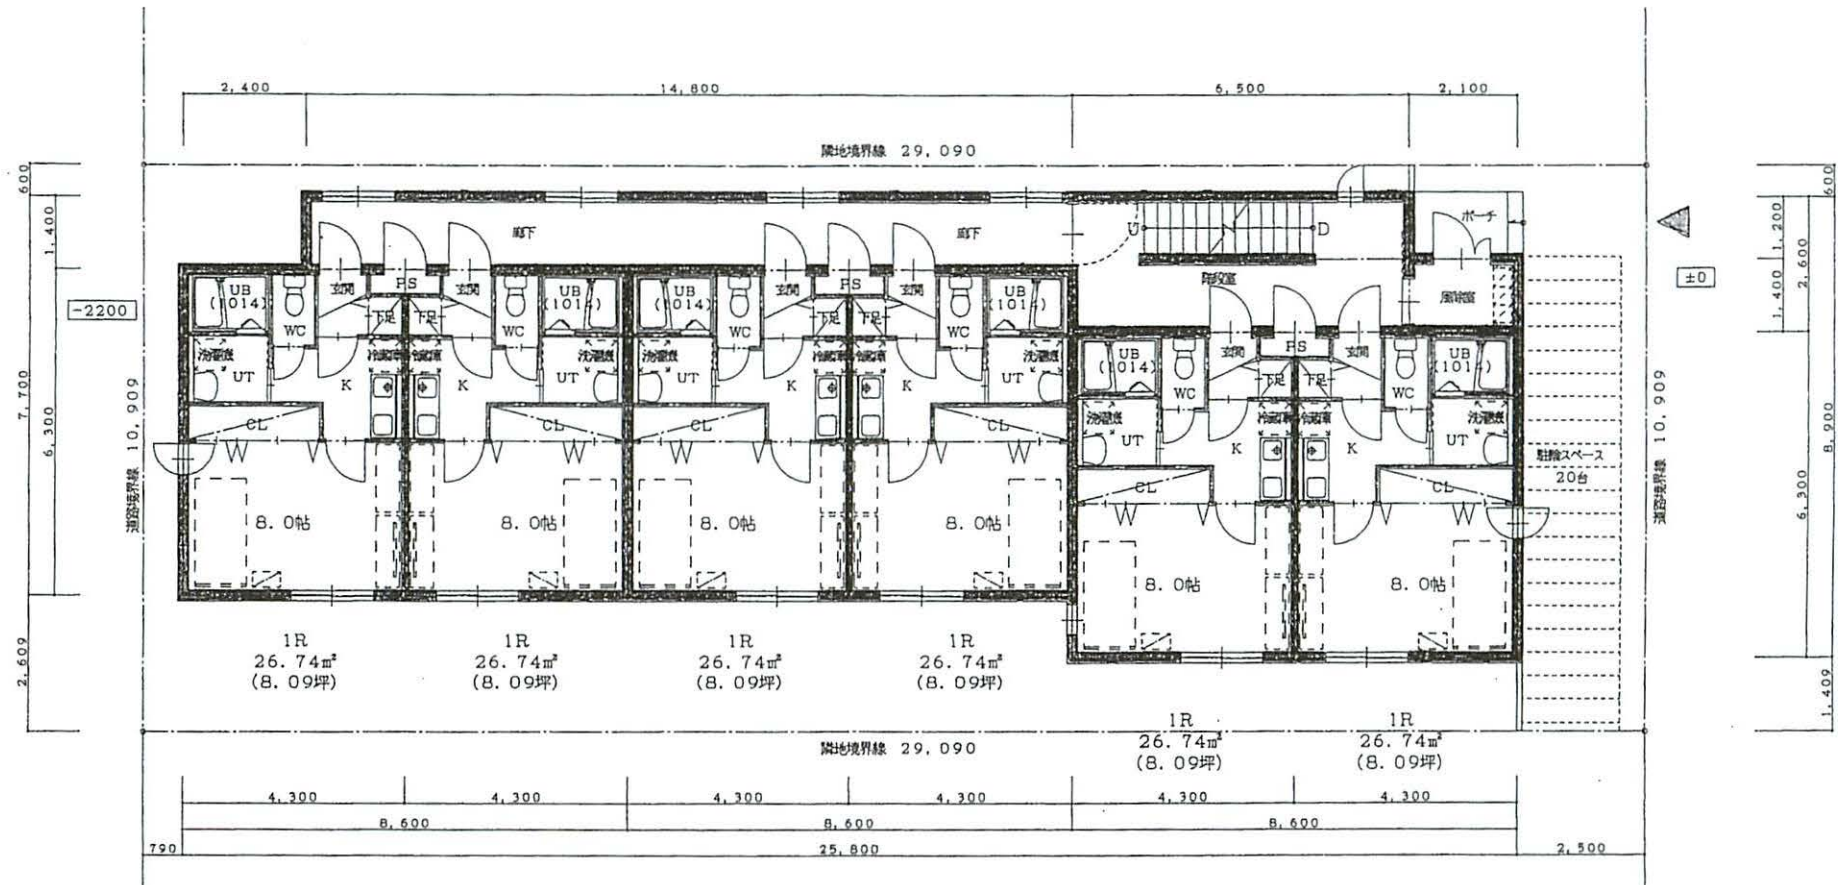 2,400
14,800
6,500
2,100
隣地境界線 29,090
600
1,400
7,700
6,300
2,609
600
1,200
1,400
2,600
8,900
6,300
1,409
-2200
±0
道路境界線 10,909
道路境界線 10,909
廊下
廊下
U
D
ポーチ
階段室
風除室
UB
(1014)
WC
玄関
PS
玄関
WC
UB
(1014)
UB
(1014)
WC
玄関
PS
玄関
WC
UB
(1014)
下足
下足
下足
下足
洗濯機
UT
冷蔵庫
冷蔵庫
K
K
洗濯機
UT
洗濯機
UT
冷蔵庫
冷蔵庫
K
K
洗濯機
UT
CL
CL
CL
CL
UB
(1014)
WC
玄関
PS
玄関
WC
UB
(1014)
下足
下足
洗濯機
UT
冷蔵庫
冷蔵庫
K
K
洗濯機
UT
CL
CL
駐輪スペース
20台
8.0帖
8.0帖
8.0帖
8.0帖
8.0帖
8.0帖
1R
26.74㎡
(8.09坪)
1R
26.74㎡
(8.09坪)
1R
26.74㎡
(8.09坪)
1R
26.74㎡
(8.09坪)
1R
26.74㎡
(8.09坪)
1R
26.74㎡
(8.09坪)
隣地境界線 29,090
4,300
4,300
4,300
4,300
4,300
4,300
8,600
8,600
8,600
790
25,800
2,500